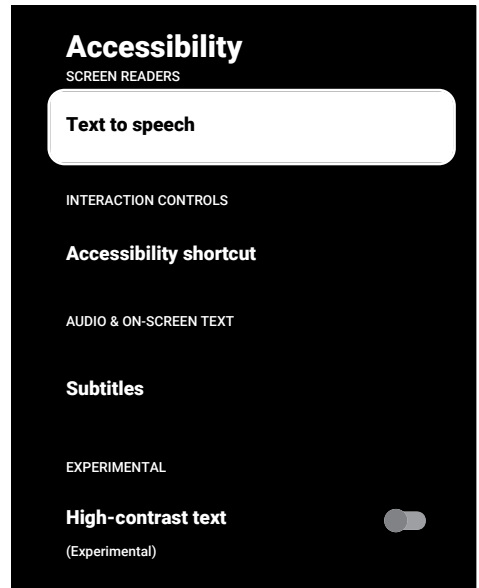 Accessibility
SCREEN READERS
Text to speech
INTERACTION CONTROLS
Accessibility shortcut
AUDIO & ON-SCREEN TEXT
Subtitles
EXPERIMENTAL
High-contrast text
(Experimental)